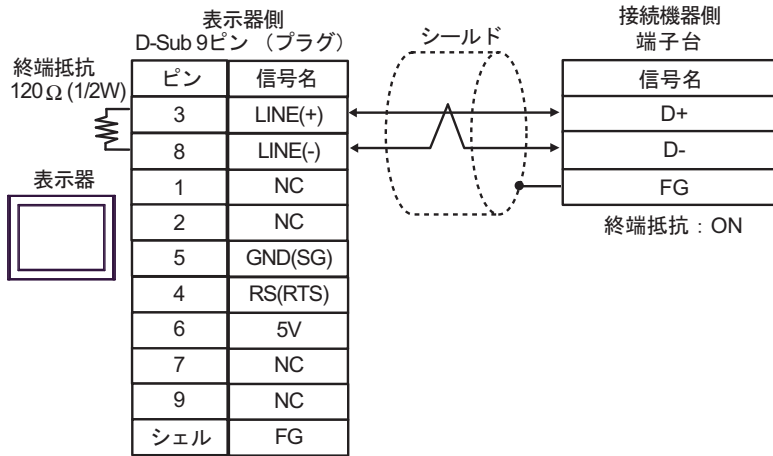 表示器側
D-Sub 9ピン （プラグ）
シールド
接続機器側
端子台
終端抵抗
120Ω (1/2W)
ピン 信号名
3 LINE(+)
8 LINE(-)
1 NC
2 NC
5 GND(SG)
4 RS(RTS)
6 5V
7 NC
9 NC
シェル FG
表示器
信号名
D+
D-
FG
終端抵抗：ON